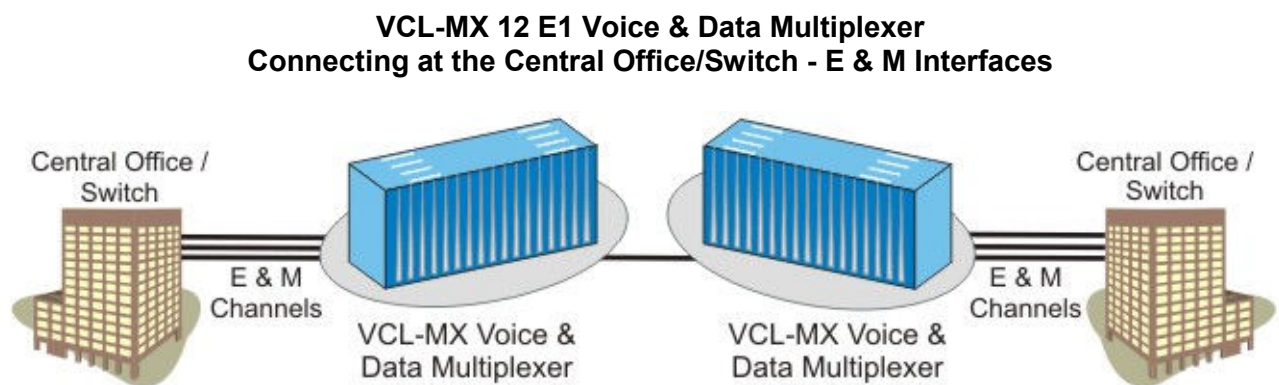 VCL-MX 12 E1 Voice & Data Multiplexer
Connecting at the Central Office/Switch - E & M Interfaces
Central Office /
Switch
Central Office /
Switch
E & M
Channels
E & M
Channels
VCL-MX Voice &
Data Multiplexer
VCL-MX Voice &
Data Multiplexer